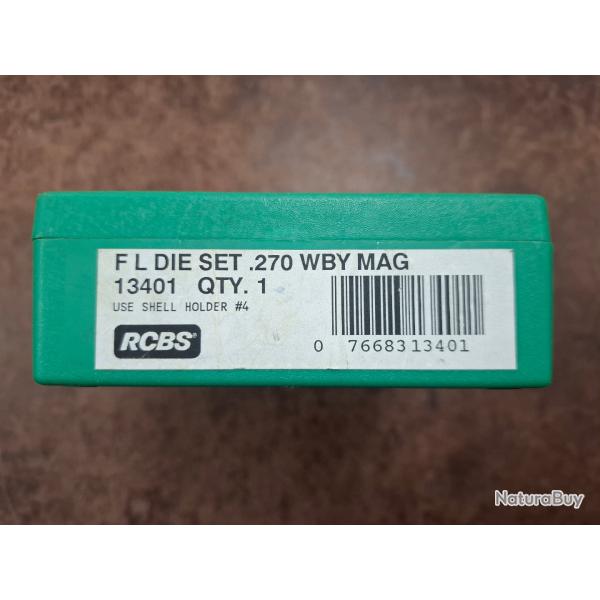 F L DIE SET .270 WBY MAG
13401 QTY. 1
USE SHELL HOLDER #4
RCBS
0 7668313401
NaturaBuy